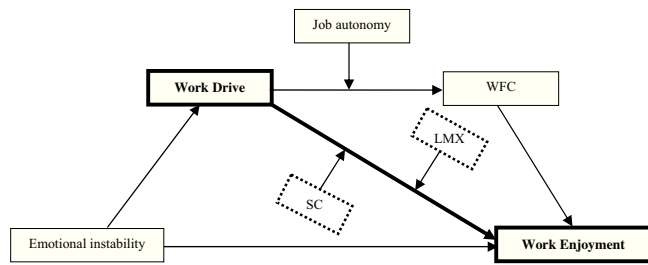 Job autonomy
Work Drive
WFC
LMX
SC
Emotional instability
Work Enjoyment